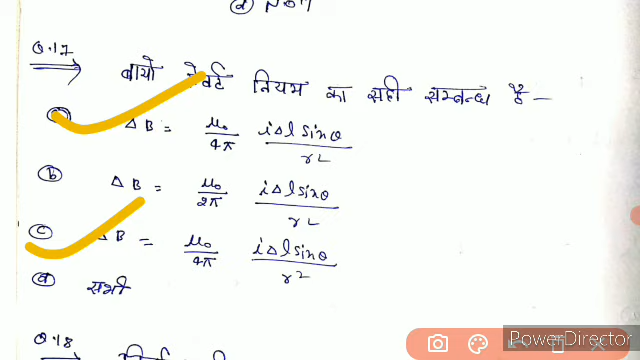 (d) NOT
Q.17
बायो सेवर्ट नियम का सही सम्बन्ध है –
ΔB = μ₀/4π iΔl sinθ/r²
(b) ΔB = μ₀/2π iΔl sinθ/r²
(c) ΔB = μ₀/4π iΔl sinθ/r²
(d) सभी
Q.18
PowerDirector